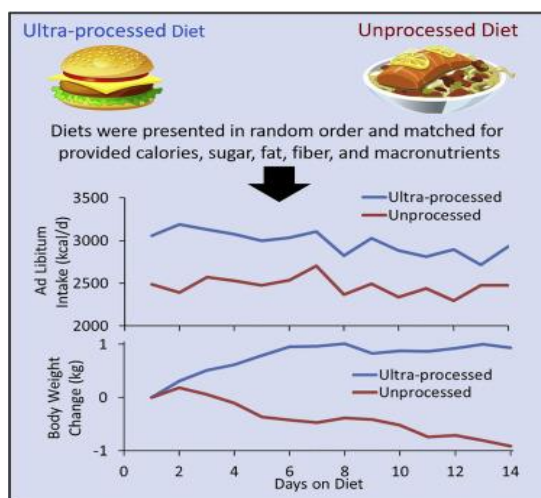 Ultra-processed Diet
Unprocessed Diet
Diets were presented in random order and matched for
provided calories, sugar, fat, fiber, and macronutrients
Ad Libitum
Intake (kcal/d)
3500
3000
2500
2000
Ultra-processed
Unprocessed
Body Weight
Change (kg)
1
0
-1
Ultra-processed
Unprocessed
0 2 4 6 8 10 12 14
Days on Diet